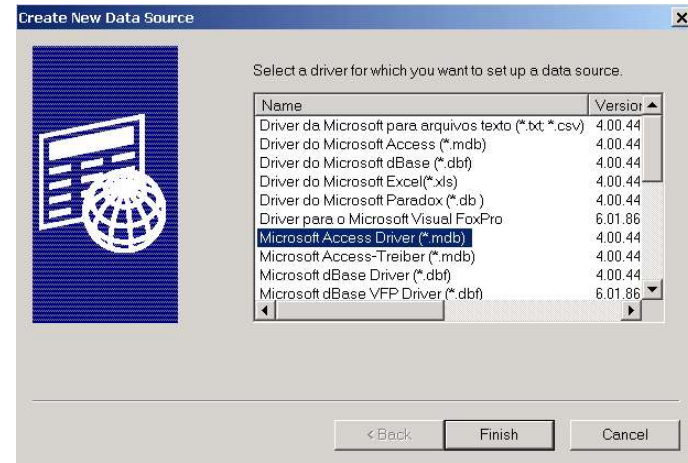 Create New Data Source
Select a driver for which you want to set up a data source.
Name Version
Driver da Microsoft para arquivos texto (*.txt; *.csv) 4.00.44
Driver do Microsoft Access (*.mdb) 4.00.44
Driver do Microsoft dBase (*.dbf) 4.00.44
Driver do Microsoft Excel(*.xls) 4.00.44
Driver do Microsoft Paradox (*.db ) 4.00.44
Driver para o Microsoft Visual FoxPro 6.01.86
Microsoft Access Driver (*.mdb) 4.00.44
Microsoft Access-Treiber (*.mdb) 4.00.44
Microsoft dBase Driver (*.dbf) 4.00.44
Microsoft dBase VFP Driver (*.dbf) 6.01.86
< Back Finish Cancel